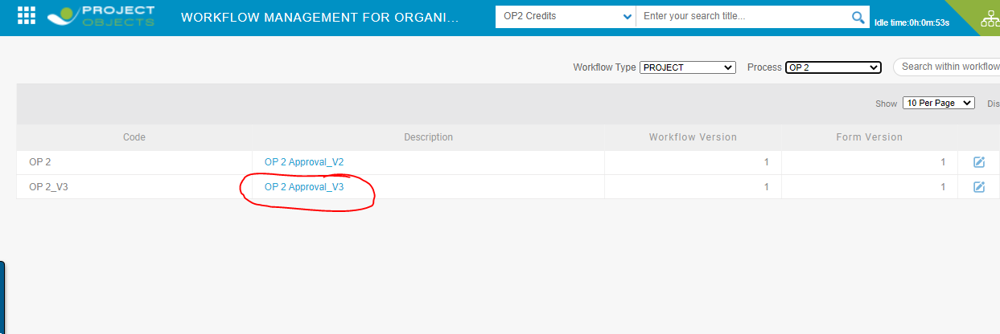 PROJECT OBJECTS
WORKFLOW MANAGEMENT FOR ORGANI...
OP2 Credits
Enter your search title...
Idle time:0h:0m:53s
Workflow Type PROJECT Process OP 2 Search within workflow
Show 10 Per Page Dis
Code Description Workflow Version Form Version
OP 2 OP 2 Approval_V2 1 1
OP 2_V3 OP 2 Approval_V3 1 1